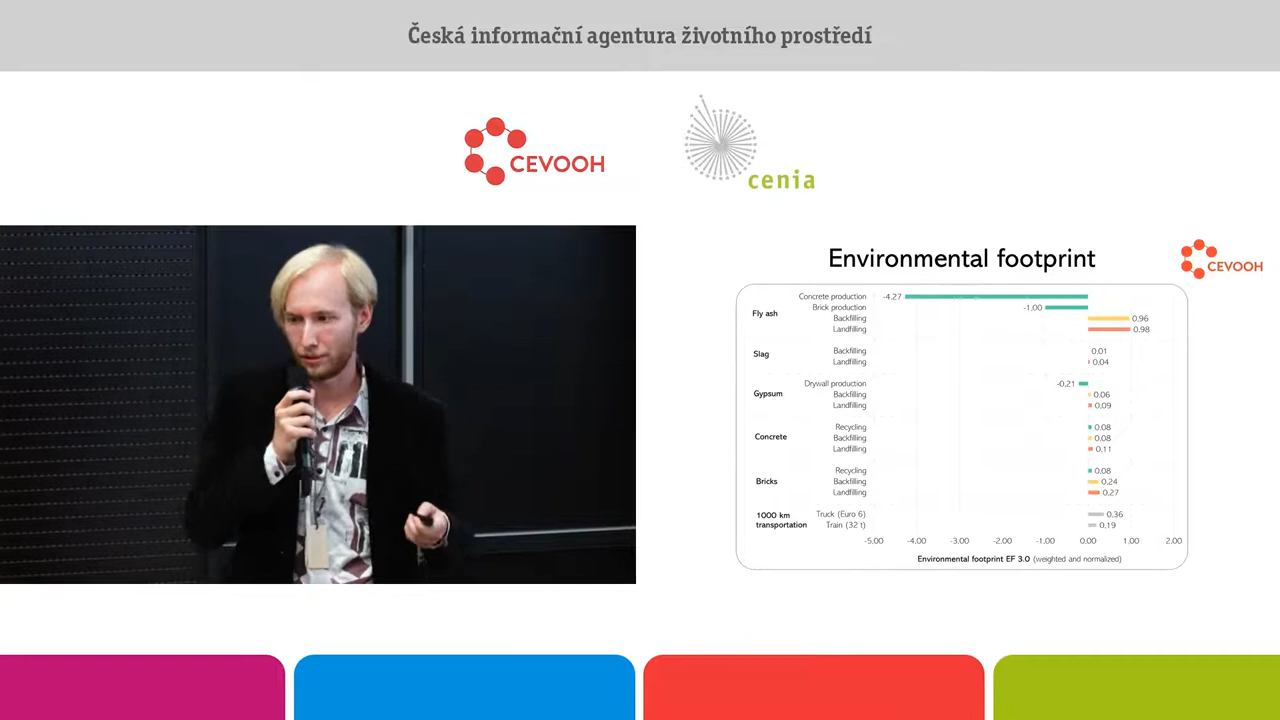 Česká informační agentura životního prostředí
CEVOOH
cenia
Environmental footprint
CEVOOH
Fly ash
Concrete production -4.27
Brick production -1.00
Backfilling 0.96
Landfilling 0.98
Slag
Backfilling 0.01
Landfilling 0.04
Gypsum
Drywall production -0.21
Backfilling 0.06
Landfilling 0.09
Concrete
Recycling 0.08
Backfilling 0.08
Landfilling 0.11
Bricks
Recycling 0.08
Backfilling 0.24
Landfilling 0.27
1000 km
transportation
Truck (Euro 6) 0.36
Train (32 t) 0.19
-5.00 -4.00 -3.00 -2.00 -1.00 0.00 1.00 2.00
Environmental footprint EF 3.0 (weighted and normalized)